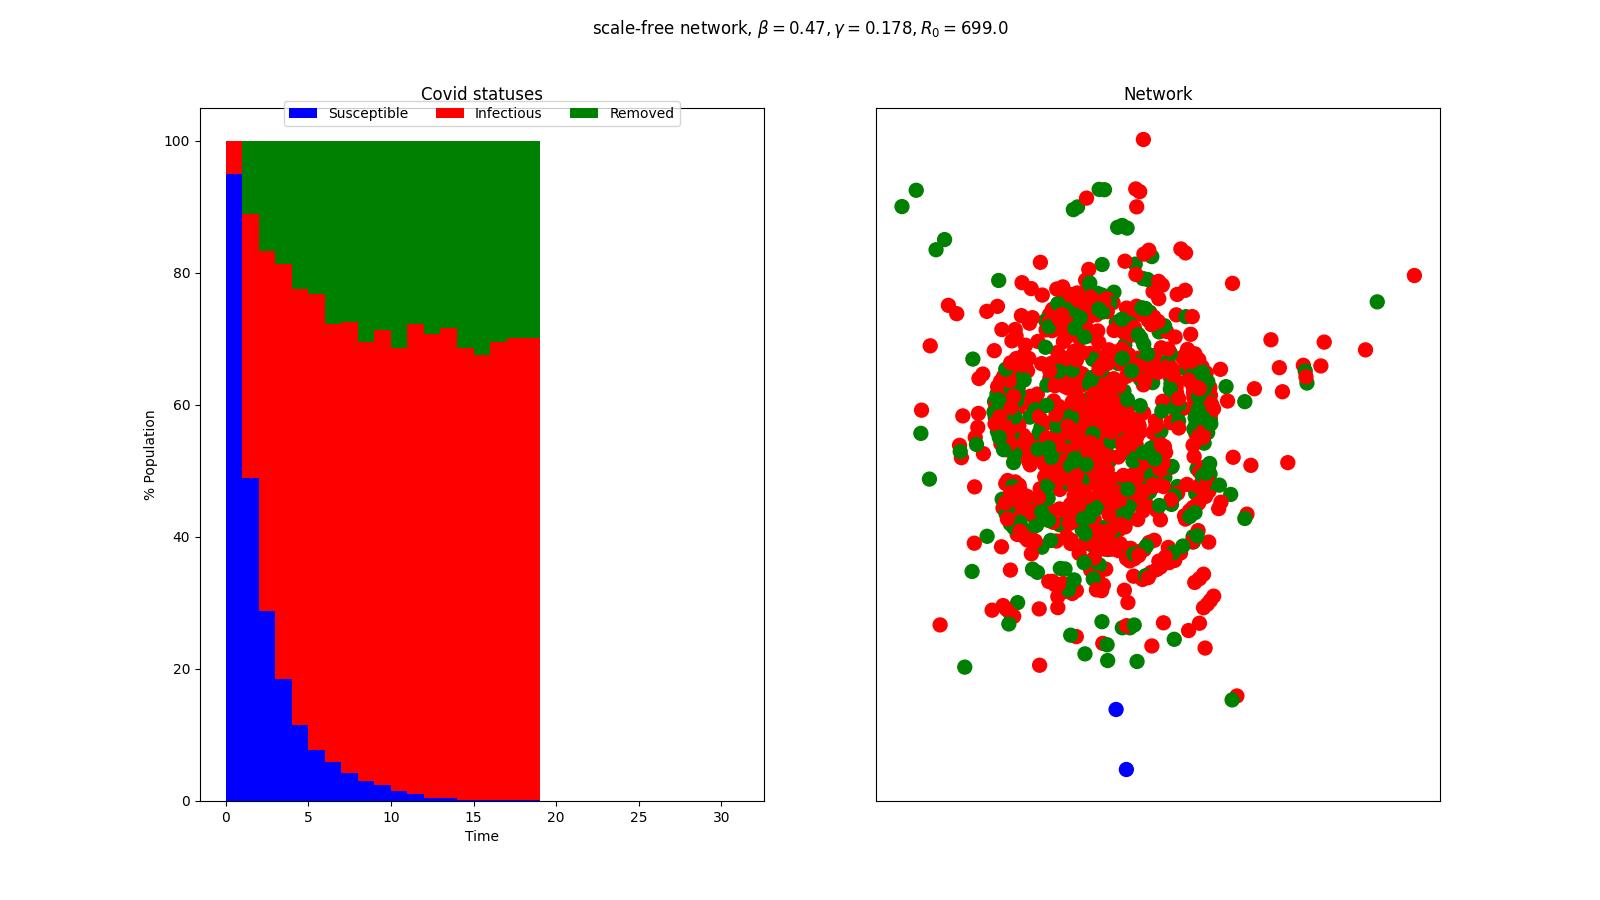 scale-free network, β = 0.47, γ = 0.178, R₀ = 699.0
Covid statuses
Susceptible Infectious Removed
100
80
60
40
20
0
% Population
0 5 10 15 20 25 30
Time
Network